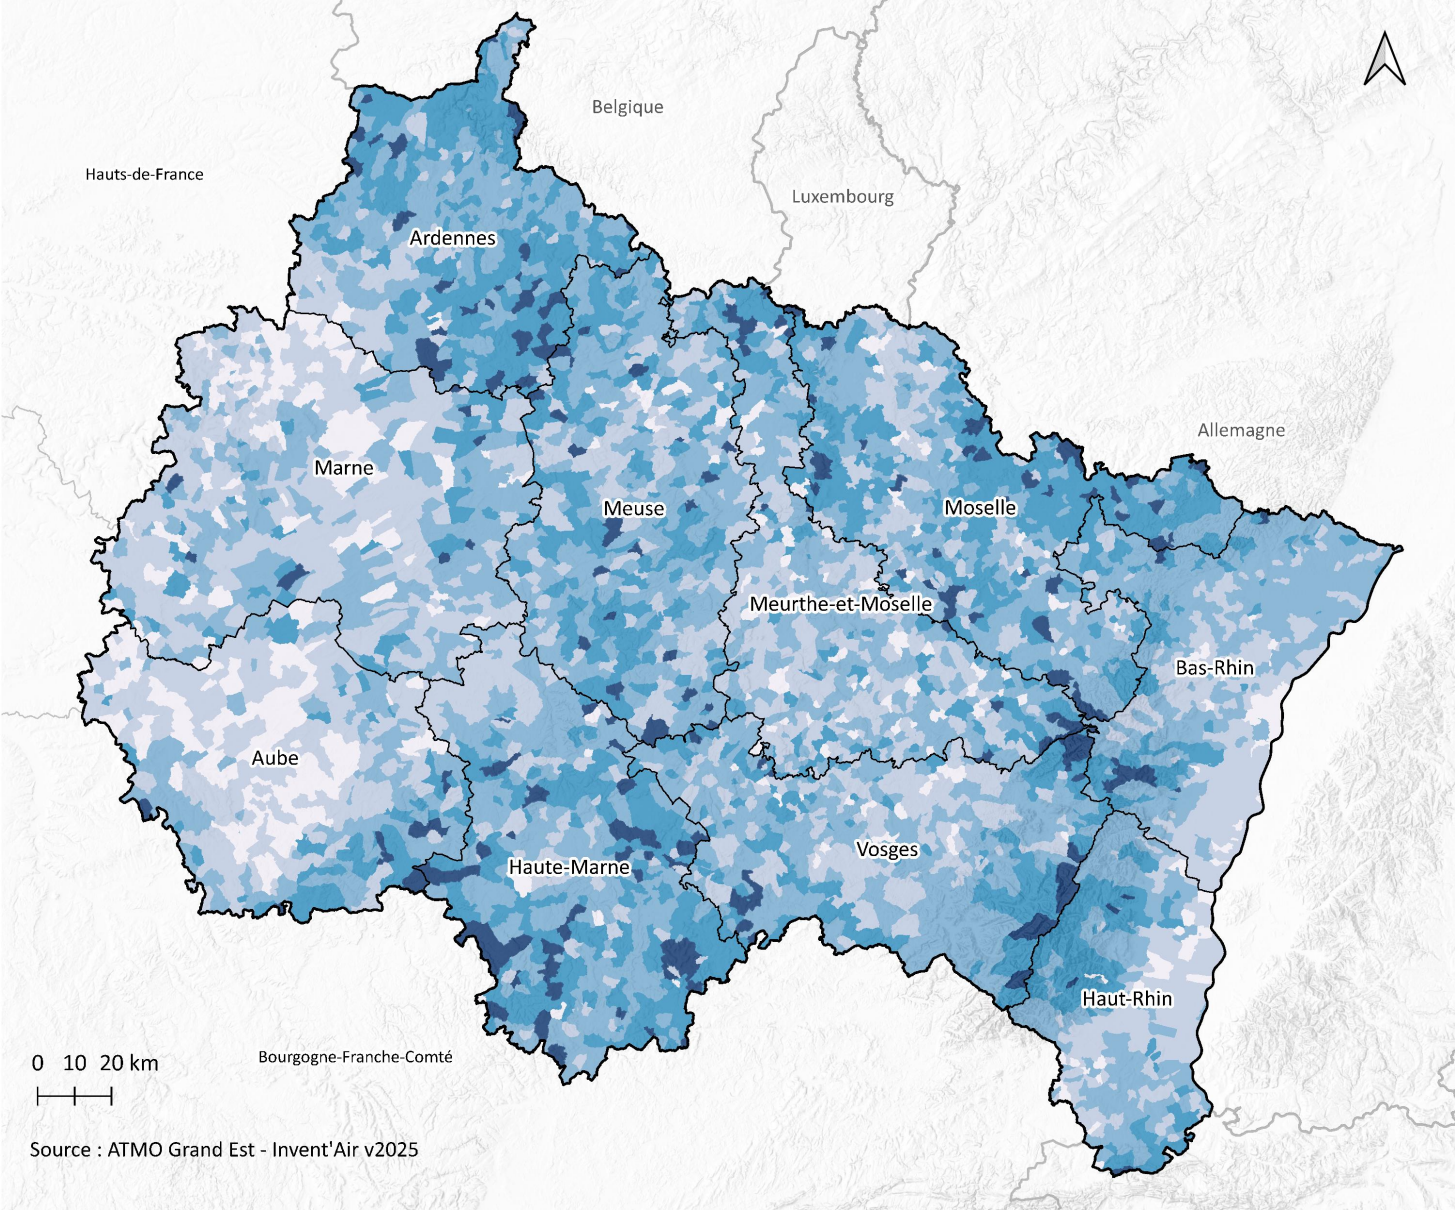 Belgique
Hauts-de-France
Luxembourg
Ardennes
Allemagne
Marne
Meuse
Moselle
Meurthe-et-Moselle
Bas-Rhin
Aube
Vosges
Haute-Marne
Haut-Rhin
Bourgogne-Franche-Comté
0 10 20 km
Source : ATMO Grand Est - Invent'Air v2025